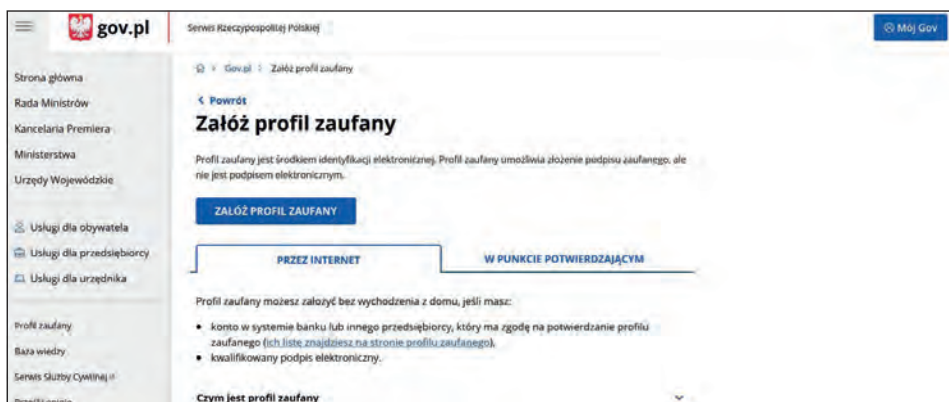 gov.pl
Serwis Rzeczypospolitej Polskiej
Mój Gov
Strona główna
Rada Ministrów
Kancelaria Premiera
Ministerstwa
Urzędy Wojewódzkie
Usługi dla obywatela
Usługi dla przedsiębiorcy
Usługi dla urzędnika
Profil zaufany
Baza wiedzy
Serwis Służby Cywilnej
Gov.pl > Załóż profil zaufany
< Powrót
Załóż profil zaufany
Profil zaufany jest środkiem identyfikacji elektronicznej. Profil zaufany umożliwia złożenie podpisu zaufanego, ale
nie jest podpisem elektronicznym.
ZAŁÓŻ PROFIL ZAUFANY
PRZEZ INTERNET
W PUNKCIE POTWIERDZAJĄCYM
Profil zaufany możesz założyć bez wychodzenia z domu, jeśli masz:
• konto w systemie banku lub innego przedsiębiorcy, który ma zgodę na potwierdzanie profilu
zaufanego (ich listę znajdziesz na stronie profilu zaufanego),
• kwalifikowany podpis elektroniczny.
Czym jest profil zaufany